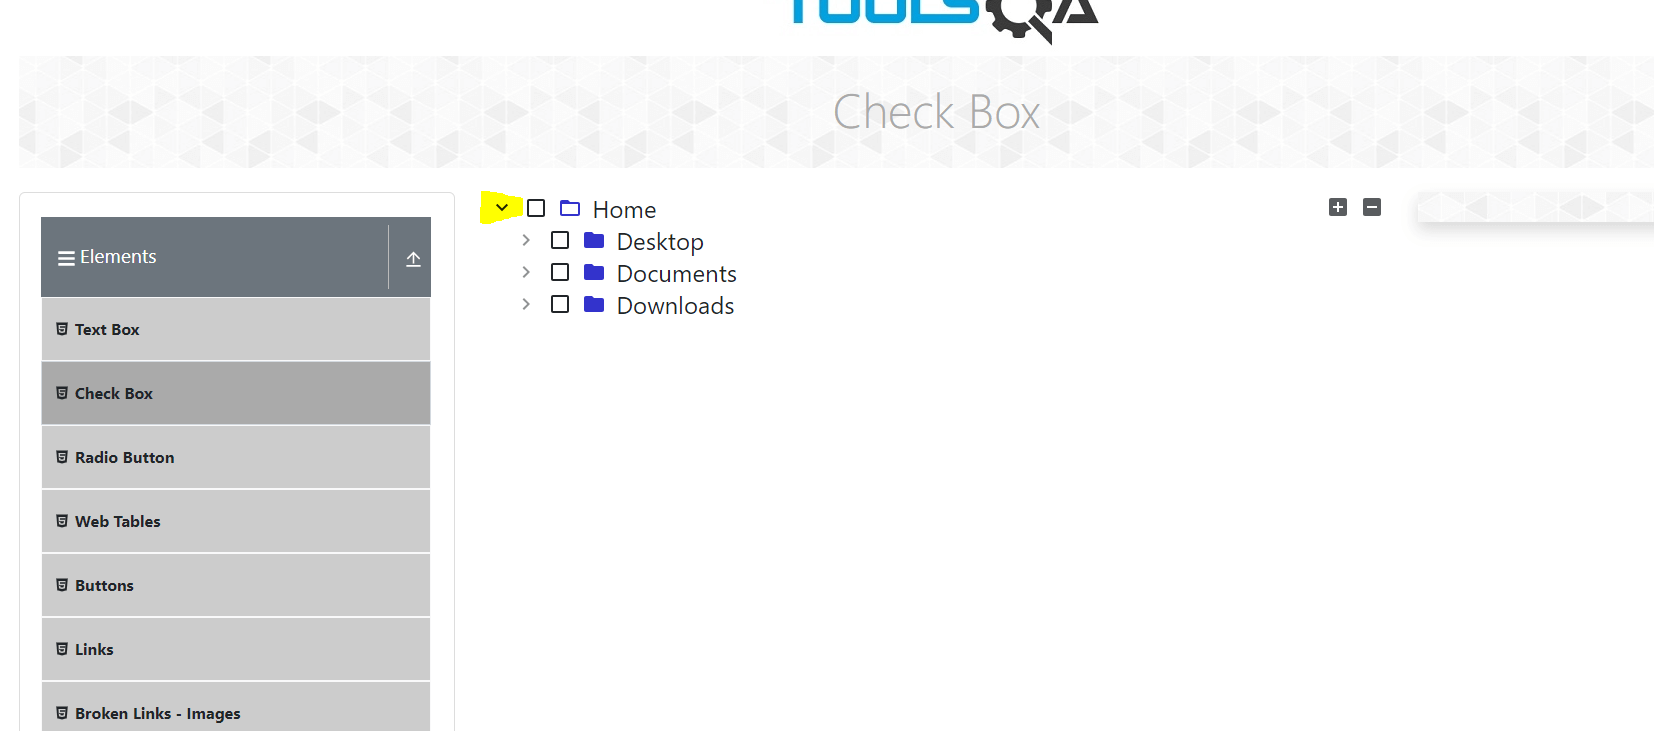 TOOLSQA
Check Box
Elements
Text Box
Check Box
Radio Button
Web Tables
Buttons
Links
Broken Links - Images
Home
Desktop
Documents
Downloads